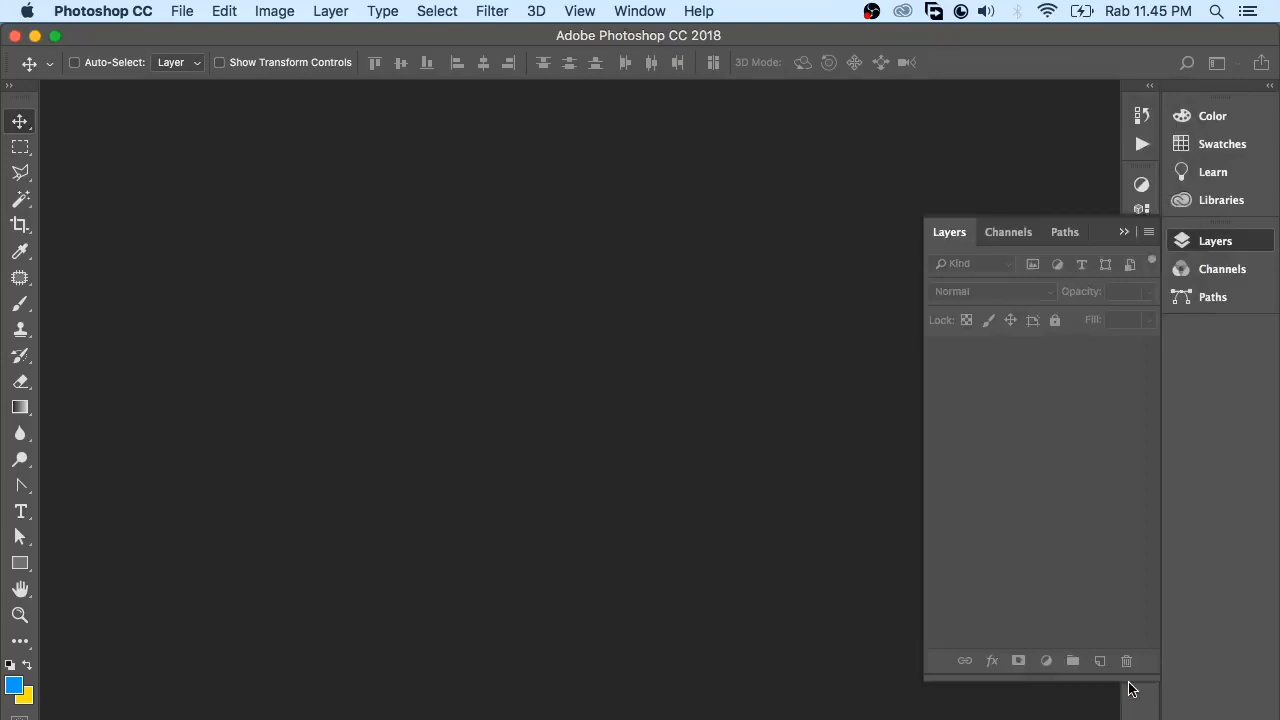 Photoshop CC File Edit Image Layer Type Select Filter 3D View Window Help Rab 11.45 PM
Adobe Photoshop CC 2018
Auto-Select: Layer Show Transform Controls 3D Mode:
Color
Swatches
Learn
Libraries
Layers
Channels
Paths
Layers Channels Paths
Kind
Normal Opacity:
Lock: Fill: